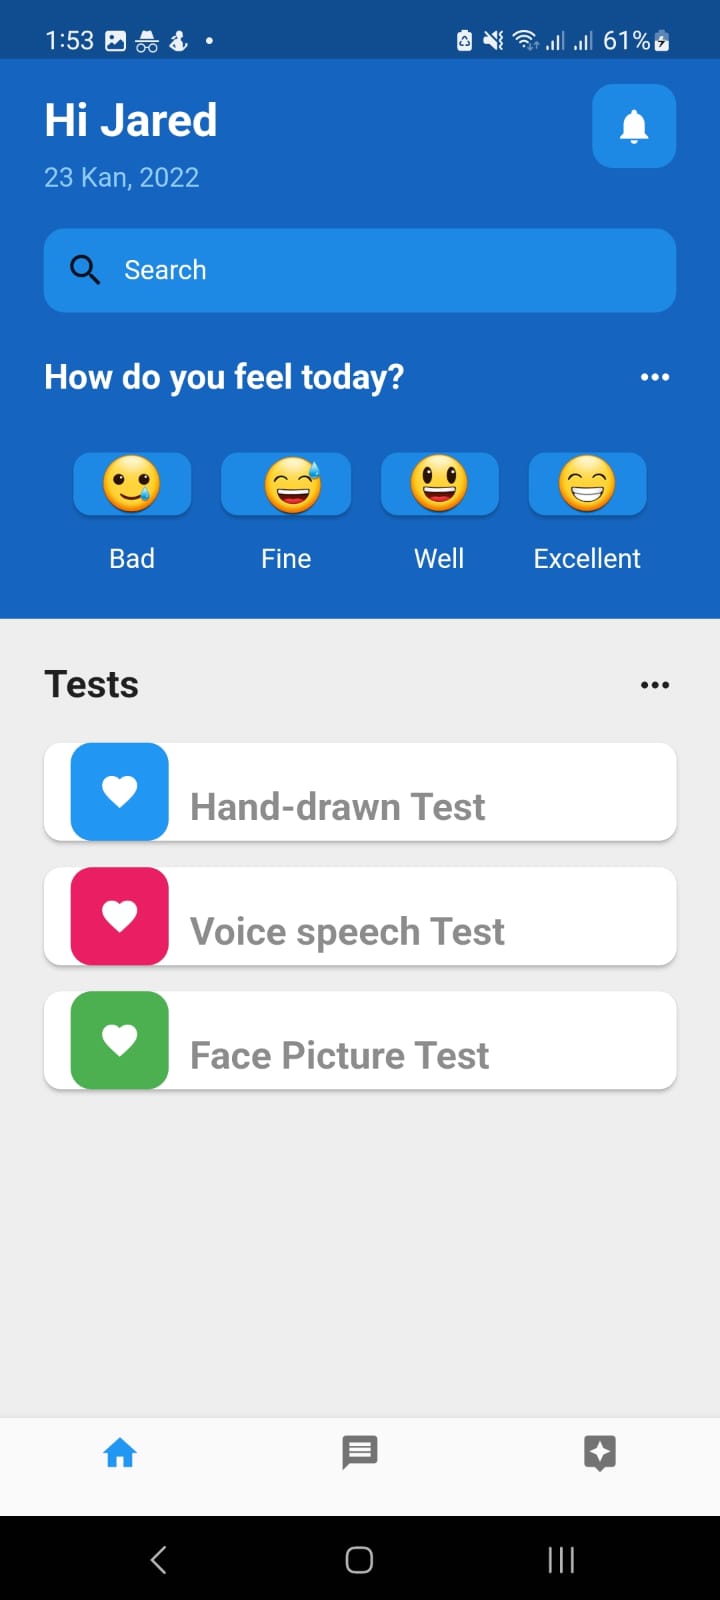 1:53 61%
Hi Jared
23 Kan, 2022
Search
How do you feel today?
Bad Fine Well Excellent
Tests
Hand-drawn Test
Voice speech Test
Face Picture Test